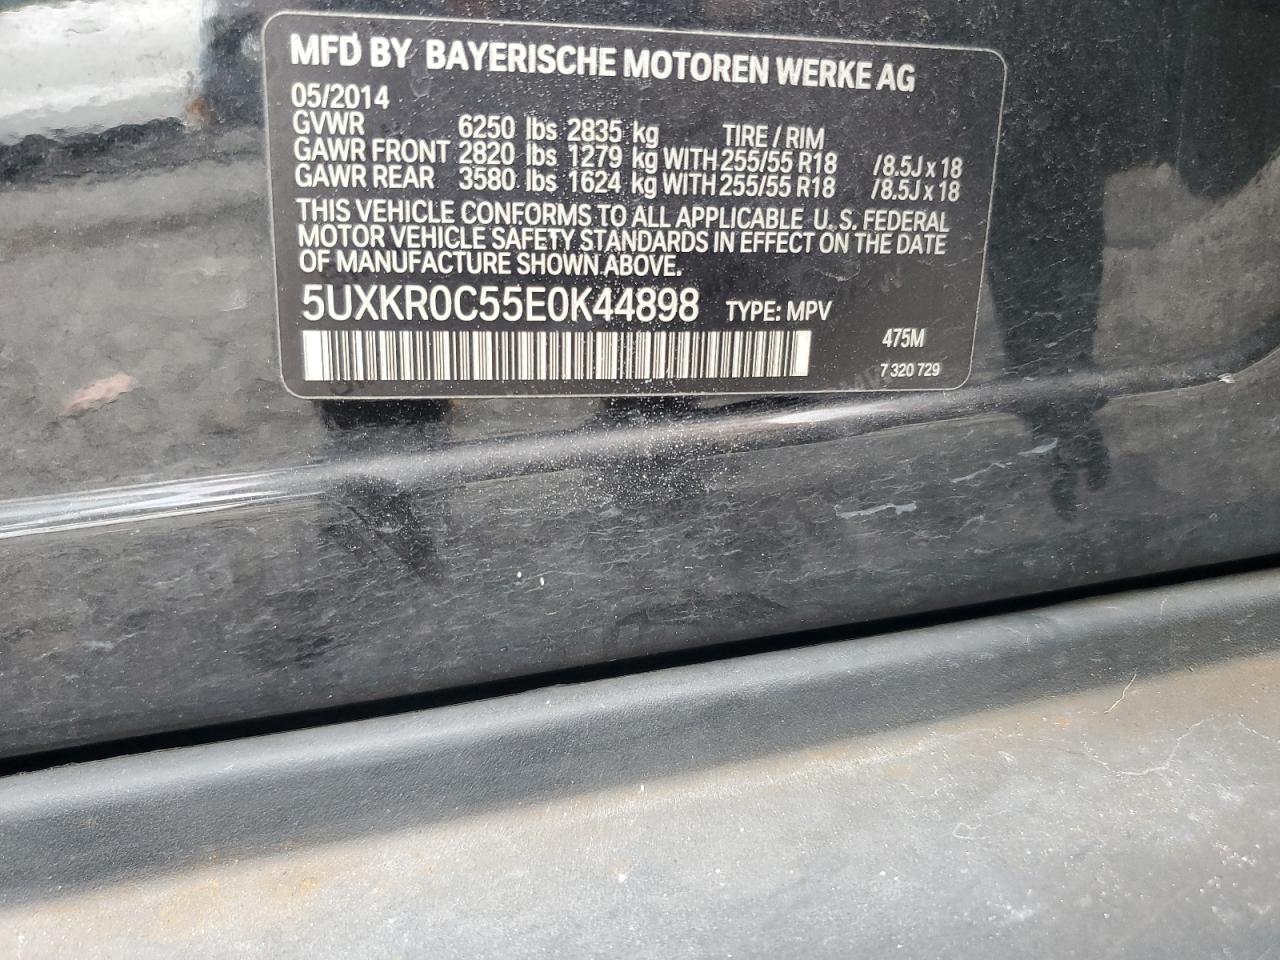 MFD BY BAYERISCHE MOTOREN WERKE AG
05/2014
GVWR 6250 lbs 2835 kg TIRE / RIM
GAWR FRONT 2820 lbs 1279 kg WITH 255/55 R18 /8.5J x 18
GAWR REAR 3580 lbs 1624 kg WITH 255/55 R18 /8.5J x 18
THIS VEHICLE CONFORMS TO ALL APPLICABLE U.S. FEDERAL
MOTOR VEHICLE SAFETY STANDARDS IN EFFECT ON THE DATE
OF MANUFACTURE SHOWN ABOVE.
5UXKR0C55E0K44898 TYPE: MPV
475M
7 320 729